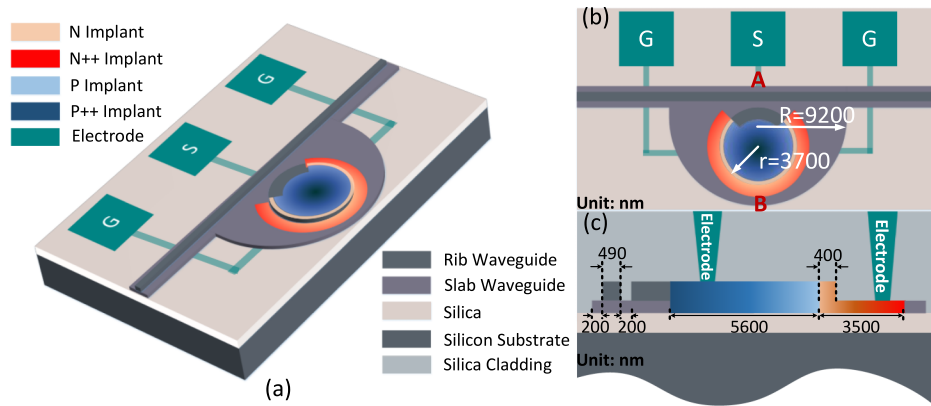 N Implant
N++ Implant
P Implant
P++ Implant
Electrode
G
S
G
Rib Waveguide
Slab Waveguide
Silica
Silicon Substrate
Silica Cladding
(a)
(b)
G
S
G
A
R=9200
r=3700
B
Unit: nm
(c)
Electrode
Electrode
490
400
200
200
5600
3500
Unit: nm